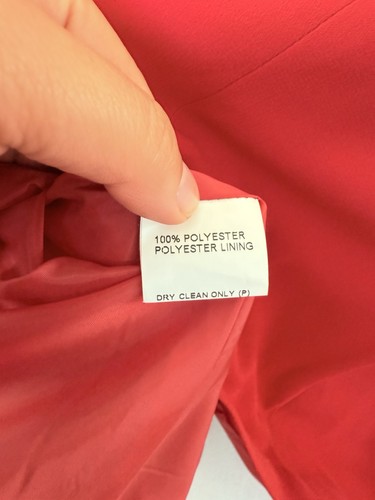 100% POLYESTER
POLYESTER LINING
DRY CLEAN ONLY (P)